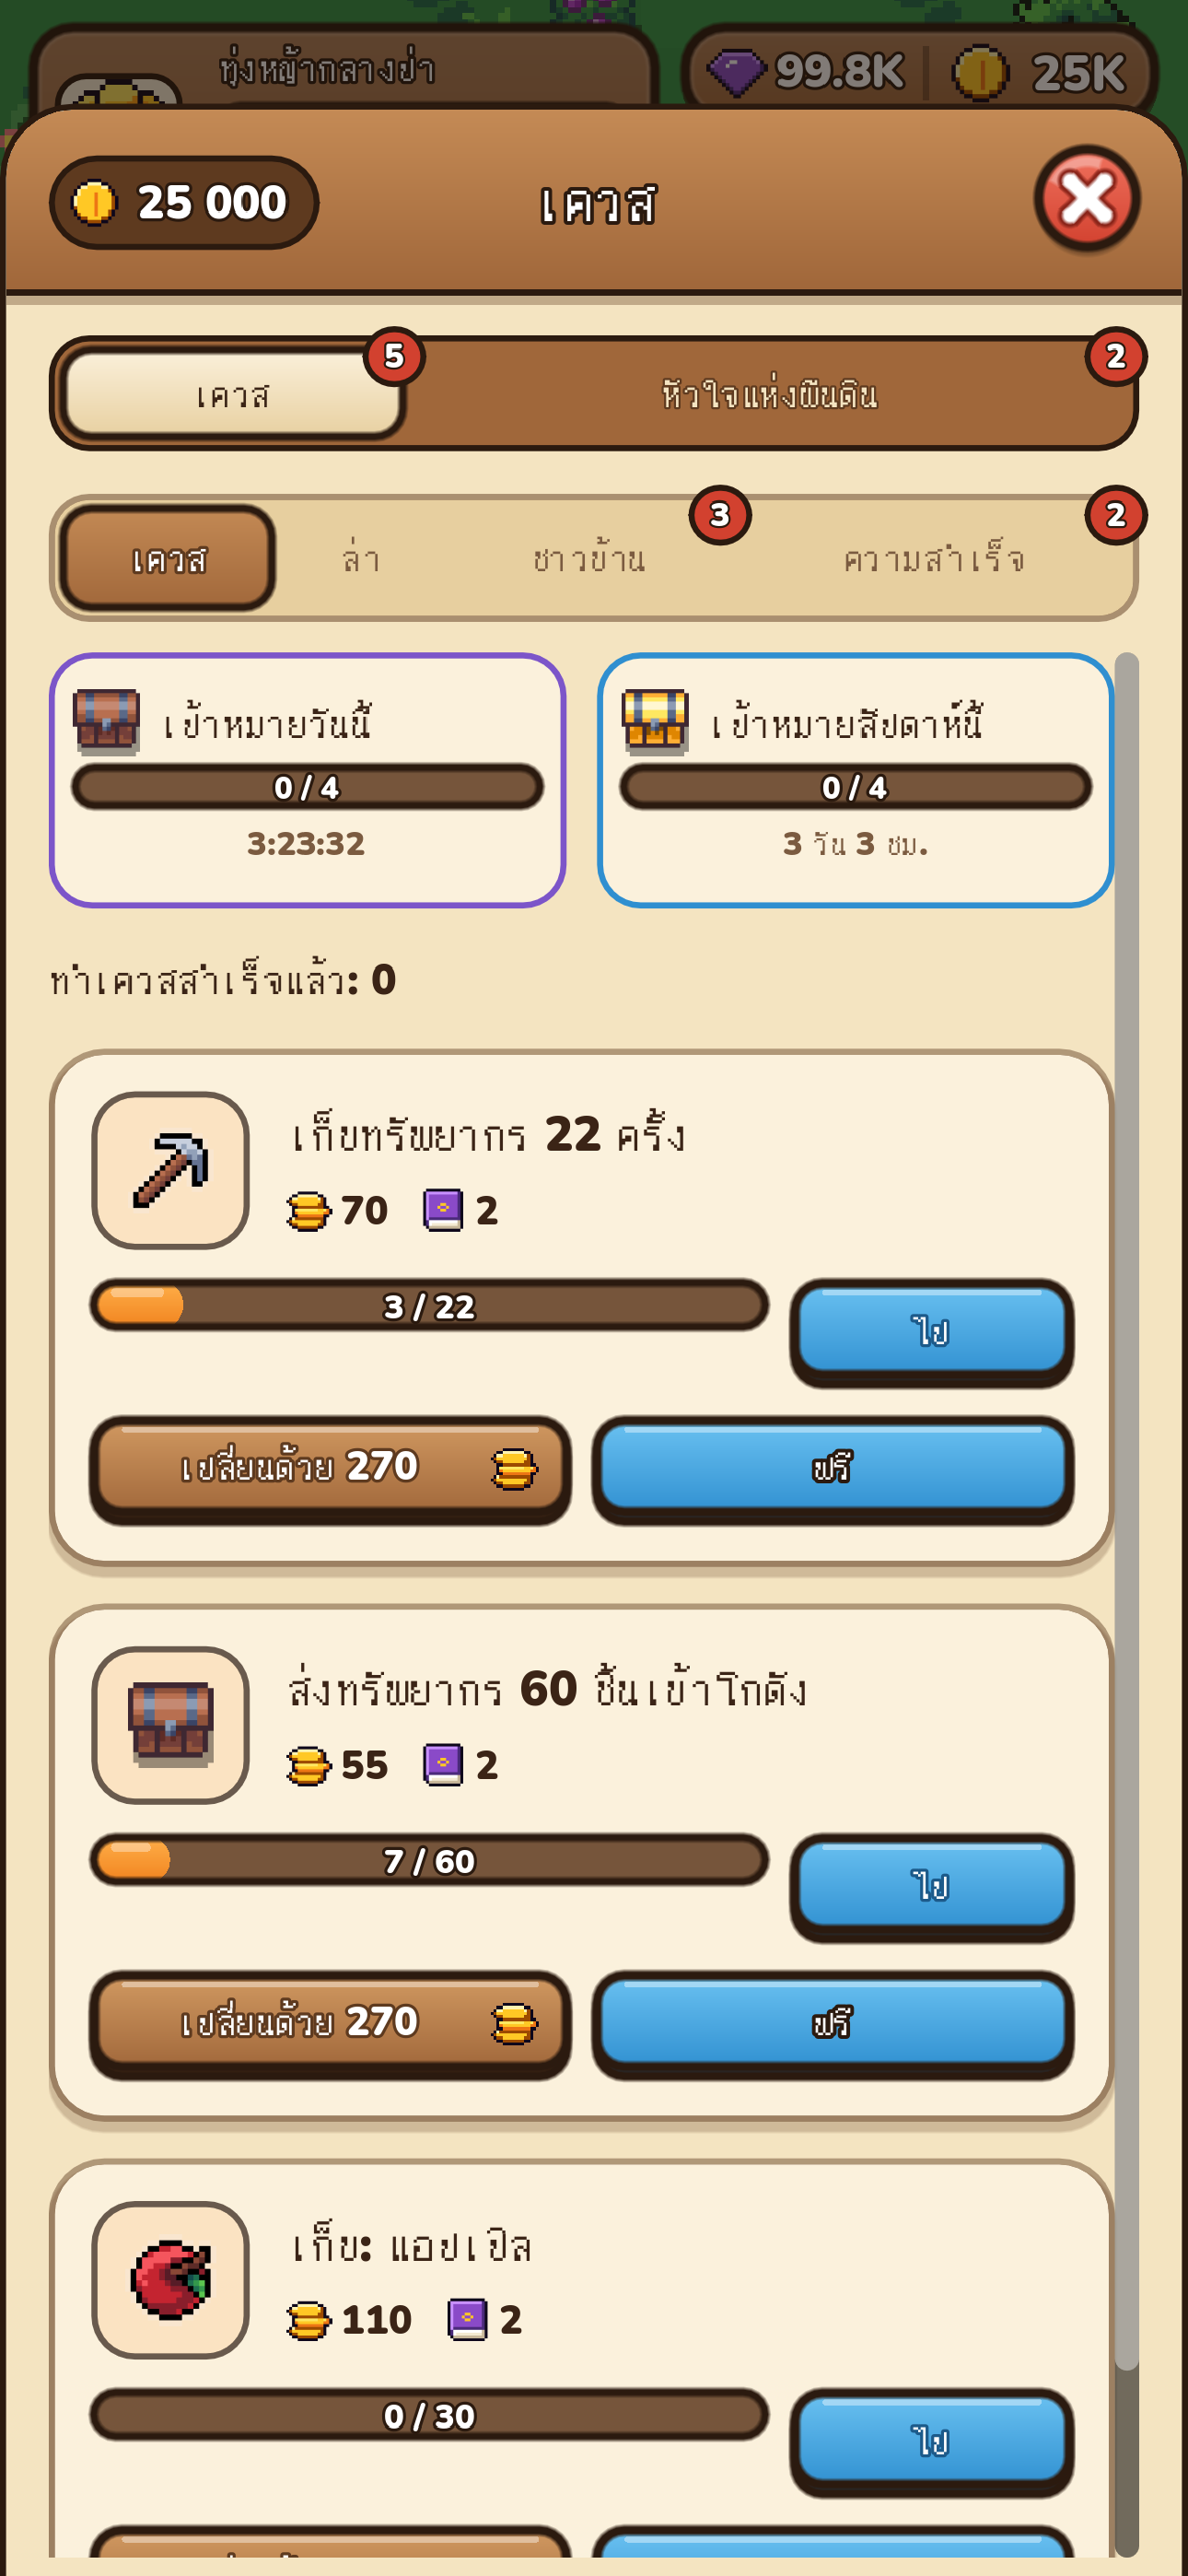 ทุ่งหญ้ากลางป่า
99.8K
25K
25 000
เควส
เควส
5
หัวใจแห่งผืนดิน
2
เควส
ล่า
ชาวบ้าน
3
ความสำเร็จ
2
เป้าหมายวันนี้
0 / 4
3:23:32
เป้าหมายสัปดาห์นี้
0 / 4
3 วัน 3 ชม.
ทำเควสสำเร็จแล้ว: 0
เก็บทรัพยากร 22 ครั้ง
70
2
3 / 22
ไป
เปลี่ยนด้วย 270
ฟรี
ส่งทรัพยากร 60 ชิ้นเข้าโกดัง
55
2
7 / 60
ไป
เปลี่ยนด้วย 270
ฟรี
เก็บ: แอปเปิล
110
2
0 / 30
ไป